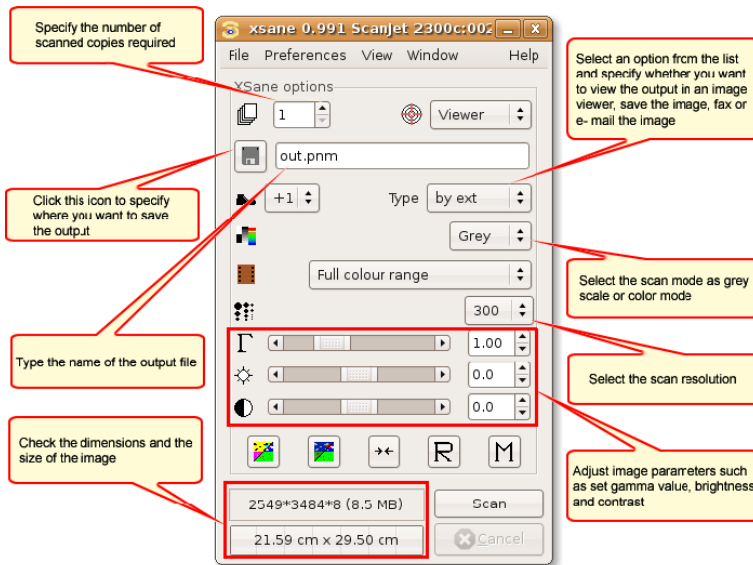 Specify the number of
scanned copies required
xsane 0.991 ScanJet 2300c:002
File Preferences View Window Help
XSane options
1
Viewer
out.pnm
+1
Type
by ext
Grey
Full colour range
300
1.00
0.0
0.0
R
M
2549*3484*8 (8.5 MB)
Scan
21.59 cm x 29.50 cm
Cancel
Select an option from the list
and specify whether you want
to view the output in an image
viewer, save the image, fax or
e- mail the image
Click this icon to specify
where you want to save
the output
Select the scan mode as grey
scale or color mode
Type the name of the output file
Select the scan resolution
Check the dimensions and the
size of the image
Adjust image parameters such
as set gamma value, brightness
and contrast